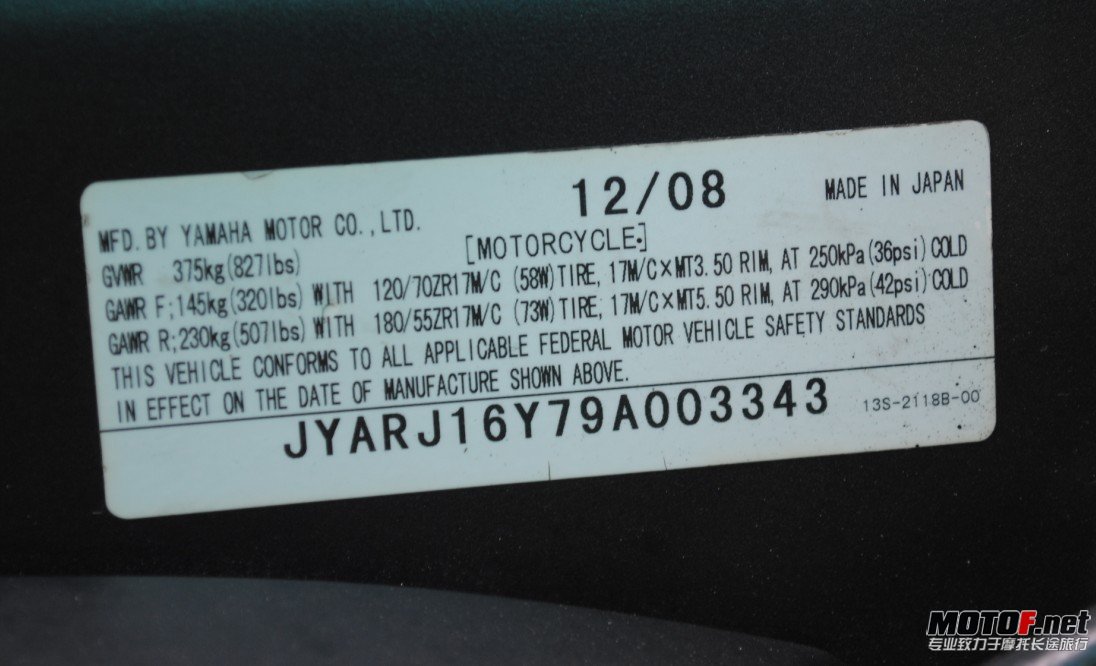 12/08
MADE IN JAPAN
MFD. BY YAMAHA MOTOR CO., LTD.
[MOTORCYCLE.]
GVWR 375kg(827lbs)
GAWR F;145kg(320lbs) WITH 120/70ZR17M/C (58W)TIRE, 17M/C×MT3.50 RIM, AT 250kPa(36psi)COLD
GAWR R;230kg(507lbs) WITH 180/55ZR17M/C (73W)TIRE, 17M/C×MT5.50 RIM, AT 290kPa(42psi)COLD
THIS VEHICLE CONFORMS TO ALL APPLICABLE FEDERAL MOTOR VEHICLE SAFETY STANDARDS
IN EFFECT ON THE DATE OF MANUFACTURE SHOWN ABOVE.
JYARJ16Y79A003343
13S-2118B-00
MOTOF.net
专业致力于摩托长途旅行